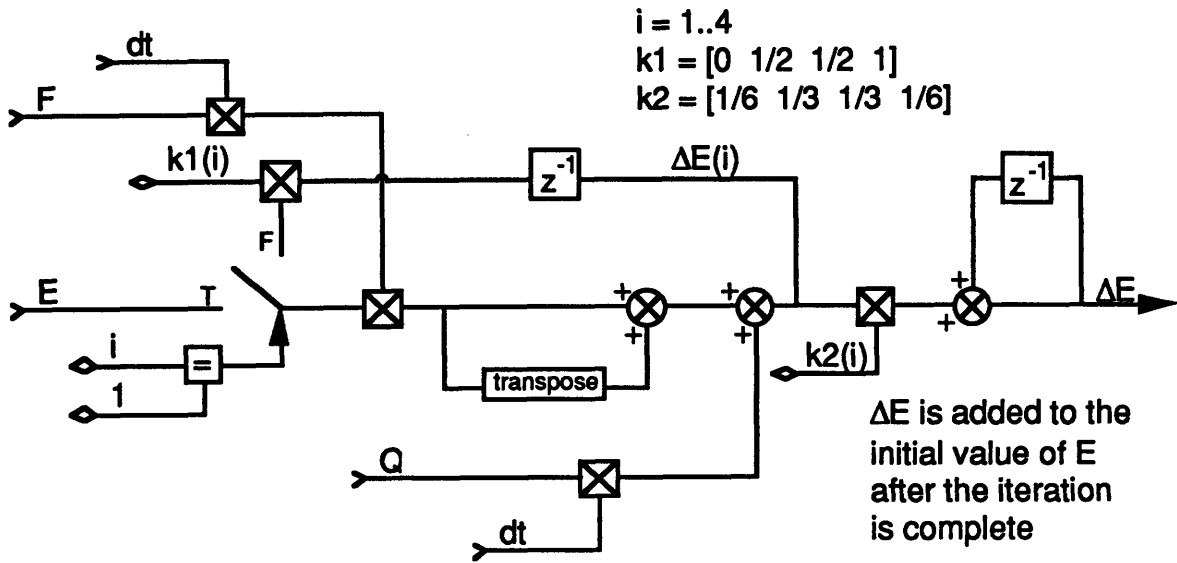 dt
i = 1..4
k1 = [0 1/2 1/2 1]
k2 = [1/6 1/3 1/3 1/6]
F
k1(i)
z⁻¹
ΔE(i)
z⁻¹
F
E
T
+
+
+
+
+
+
ΔE
i
=
1
transpose
k2(i)
ΔE is added to the
initial value of E
after the iteration
is complete
Q
dt